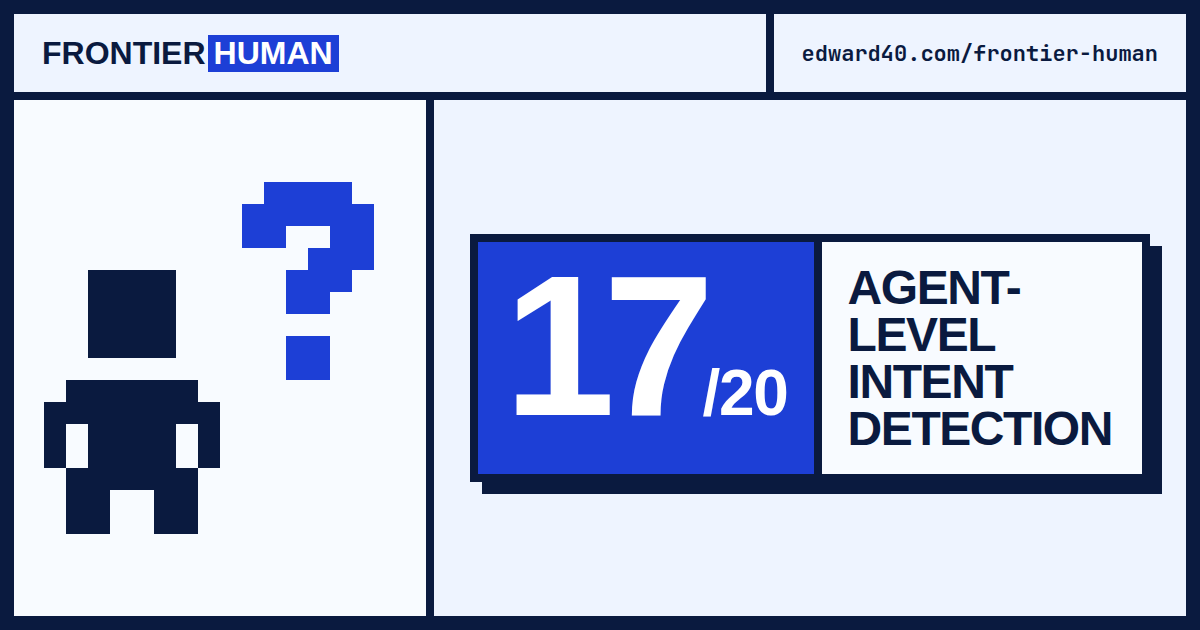 FRONTIER HUMAN
edward40.com/frontier-human
17/20
AGENT-
LEVEL
INTENT
DETECTION